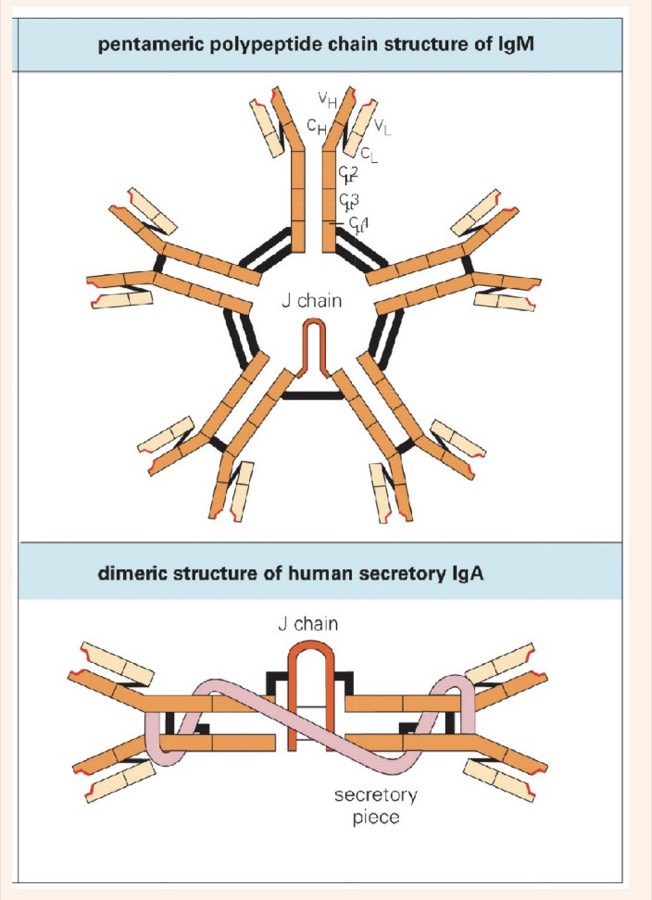 pentameric polypeptide chain structure of IgM
VH
CH
VL
CL
Cμ2
Cμ3
Cμ4
J chain
dimeric structure of human secretory IgA
J chain
secretory
piece